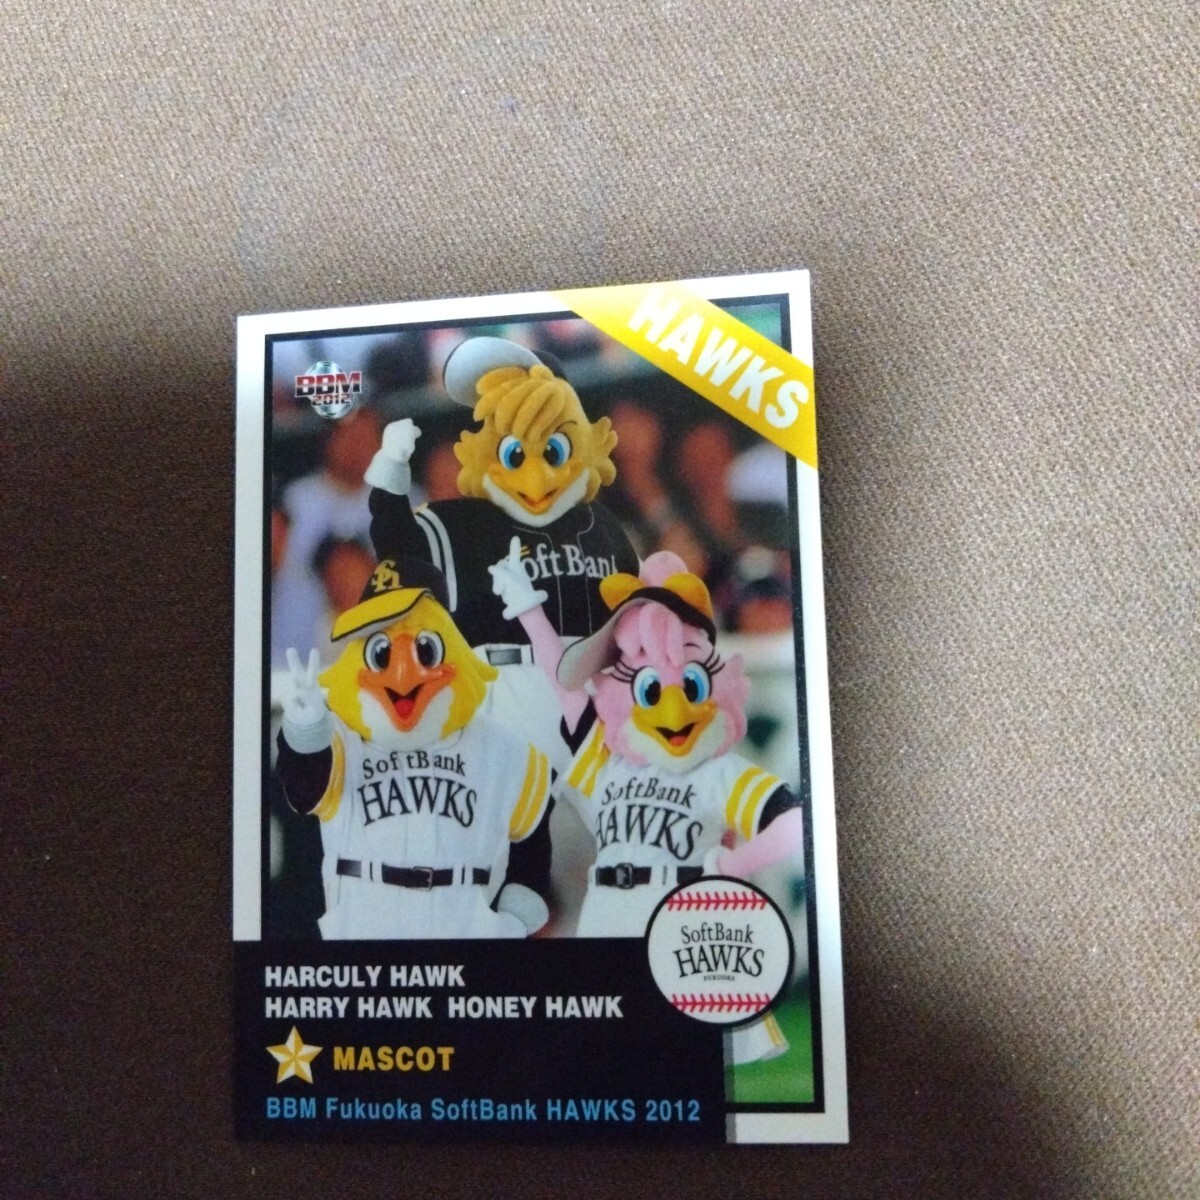 HAWKS
BBM
2012
SoftBank
SH
SoftBank
HAWKS
SoftBank
HAWKS
SoftBank
HAWKS
FUKUOKA
HARCULY HAWK
HARRY HAWK HONEY HAWK
MASCOT
BBM Fukuoka SoftBank HAWKS 2012